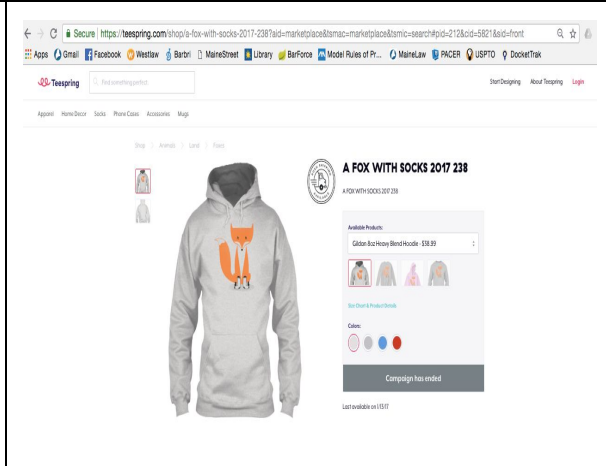 Secure https://teespring.com/shop/a-fox-with-socks-2017-238?aid=marketplace&tsmac=marketplace&tsmic=search#pid=212&cid=5821&sid=front
Apps Gmail Facebook Westlaw Barbri MaineStreet Library BarForce Model Rules of Pr... MaineLaw PACER USPTO DocketTrak
Teespring Find something perfect Start Designing About Teespring Login
Apparel Home Decor Socks Phone Cases Accessories Mugs
Shop Animals Land Foxes
A FOX WITH SOCKS 2017 238
A FOX WITH SOCKS 2017 238
Available Products:
Gildan 8oz Heavy Blend Hoodie - $38.99
Size Chart & Product Details
Colors:
Campaign has ended
Last available on 1/13/17